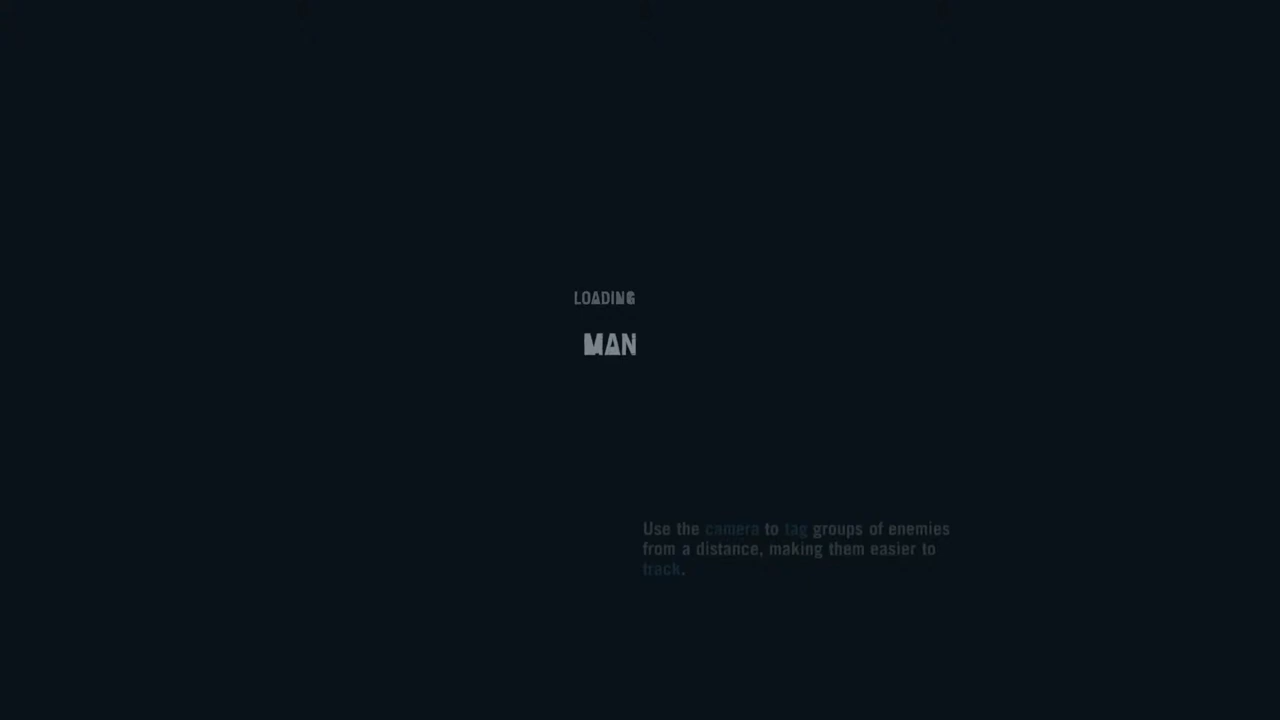 LOADING
MAN
Use the camera to tag groups of enemies
from a distance, making them easier to
track.